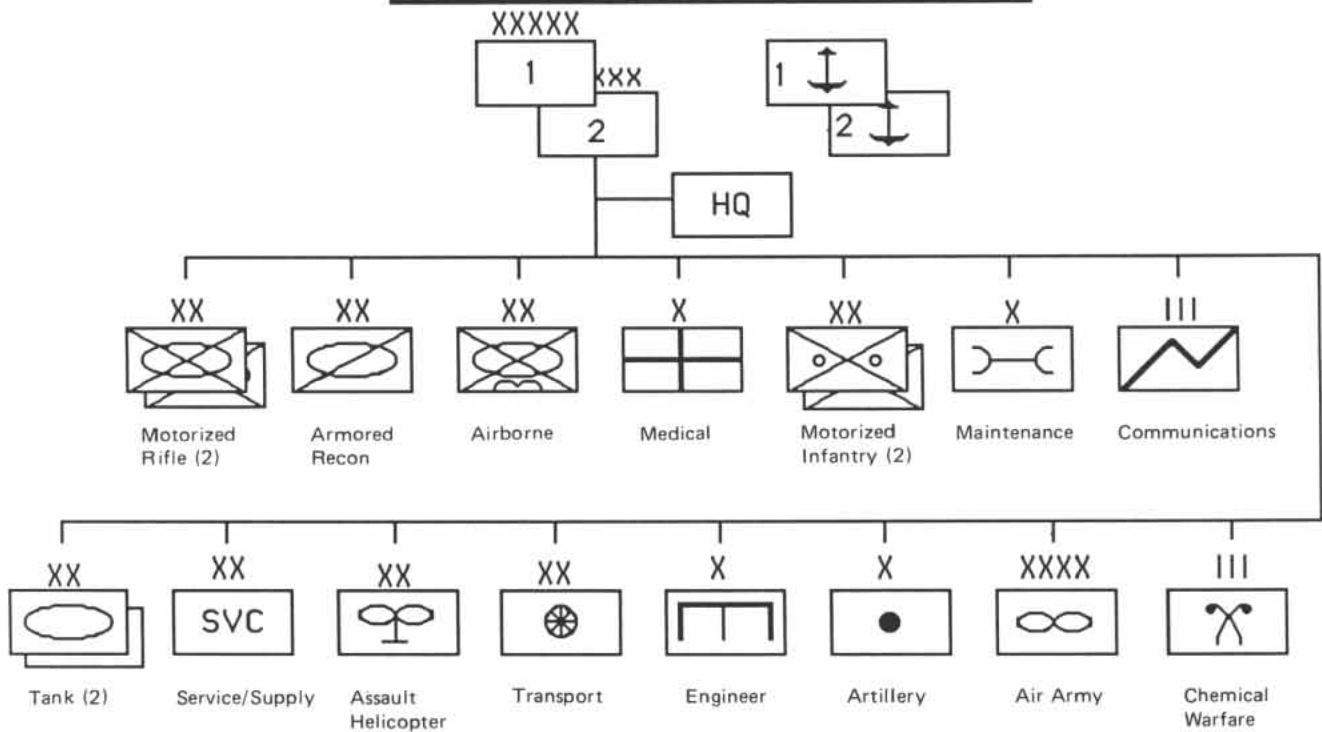 XXXXX
1
XXX
2
1
2
HQ
XX XX XX X XX X III
Motorized
Rifle (2)
Armored
Recon
Airborne
Medical
Motorized
Infantry (2)
Maintenance
Communications
XX XX XX XX X X XXXX III
SVC
Tank (2)
Service/Supply
Assault
Helicopter
Transport
Engineer
Artillery
Air Army
Chemical
Warfare